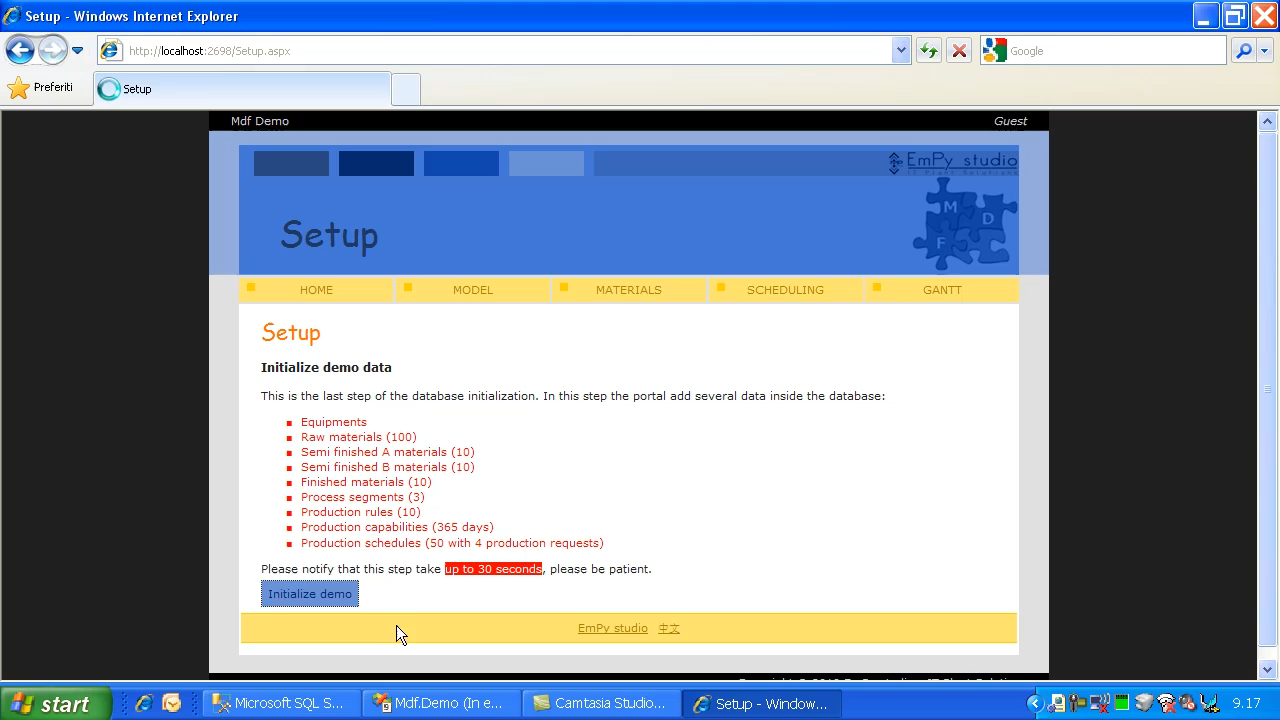 Setup - Windows Internet Explorer
http://localhost:2698/Setup.aspx
Google
Preferiti
Setup
Mdf Demo
Guest
EmPy studio
IT Plant Solutions
M
D
F
Setup
HOME
MODEL
MATERIALS
SCHEDULING
GANTT
Setup
Initialize demo data
This is the last step of the database initialization. In this step the portal add several data inside the database:
Equipments
Raw materials (100)
Semi finished A materials (10)
Semi finished B materials (10)
Finished materials (10)
Process segments (3)
Production rules (10)
Production capabilities (365 days)
Production schedules (50 with 4 production requests)
Please notify that this step take up to 30 seconds, please be patient.
Initialize demo
EmPy studio 中文
start
Microsoft SQL S...
Mdf.Demo (In e...
Camtasia Studio...
Setup - Window...
9.17